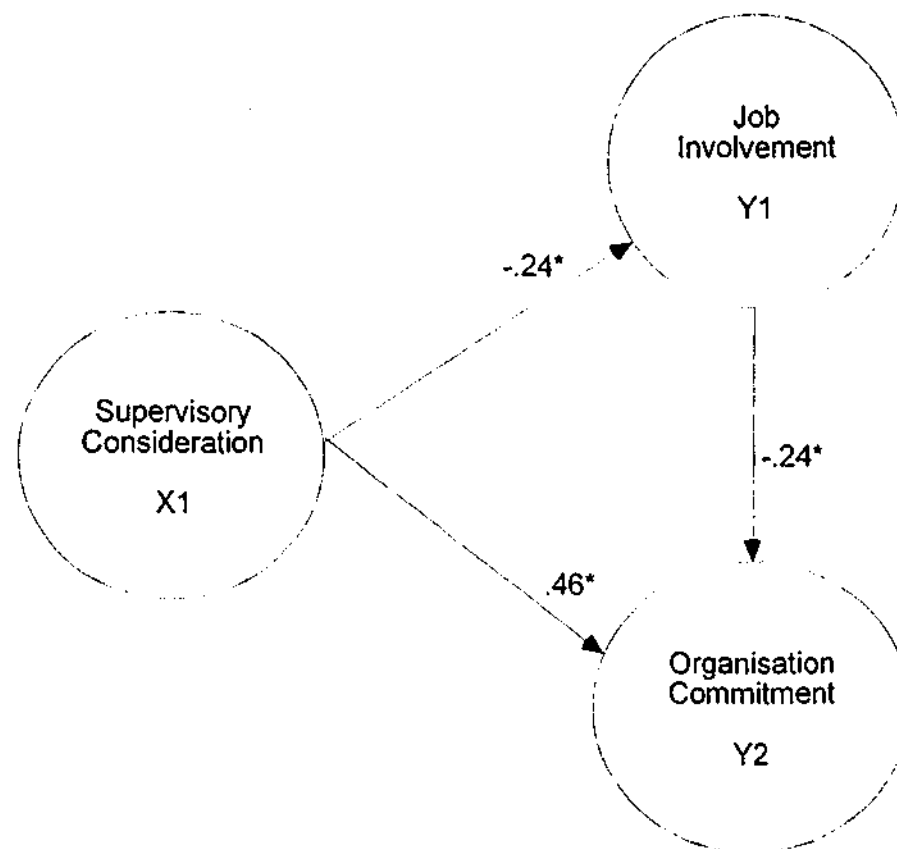 Job
Involvement
Y1
-.24*
Supervisory
Consideration
X1
-.24*
.46*
Organisation
Commitment
Y2